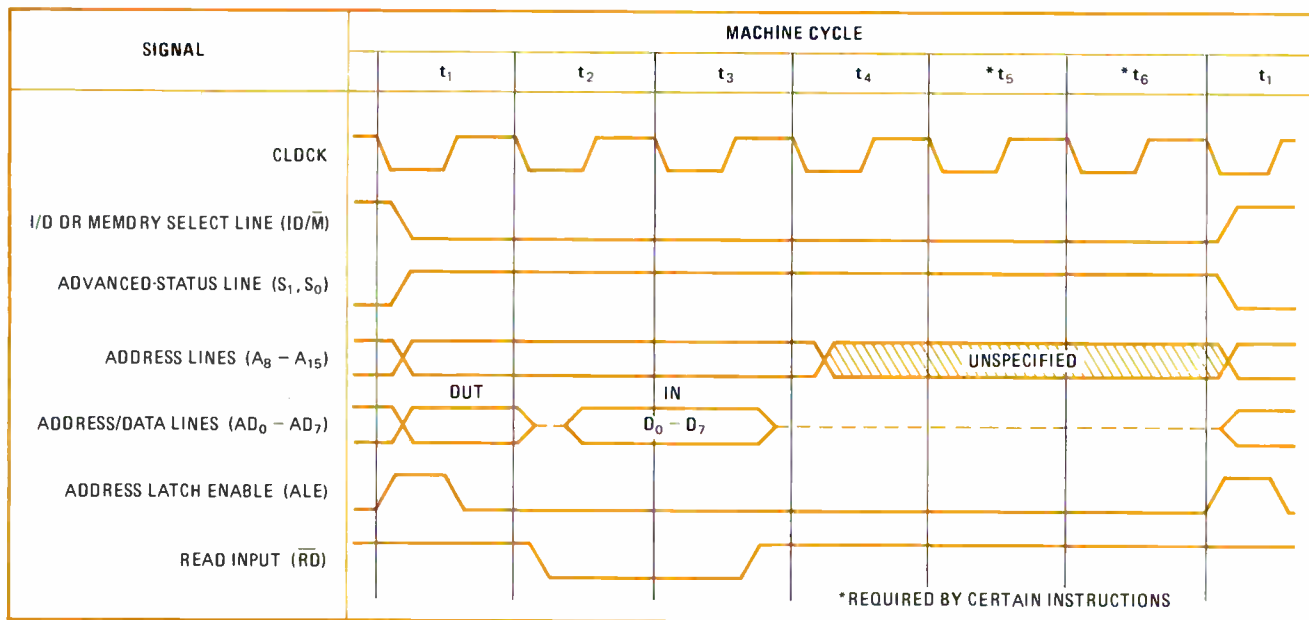 SIGNAL
MACHINE CYCLE
t₁ t₂ t₃ t₄ *t₅ *t₆ t₁
CLOCK
I/O OR MEMORY SELECT LINE (IO/M̅)
ADVANCED-STATUS LINE (S₁, S₀)
ADDRESS LINES (A₈ – A₁₅)
UNSPECIFIED
OUT IN
ADDRESS/DATA LINES (AD₀ – AD₇)
D₀ – D₇
ADDRESS LATCH ENABLE (ALE)
READ INPUT (R̅D̅)
*REQUIRED BY CERTAIN INSTRUCTIONS